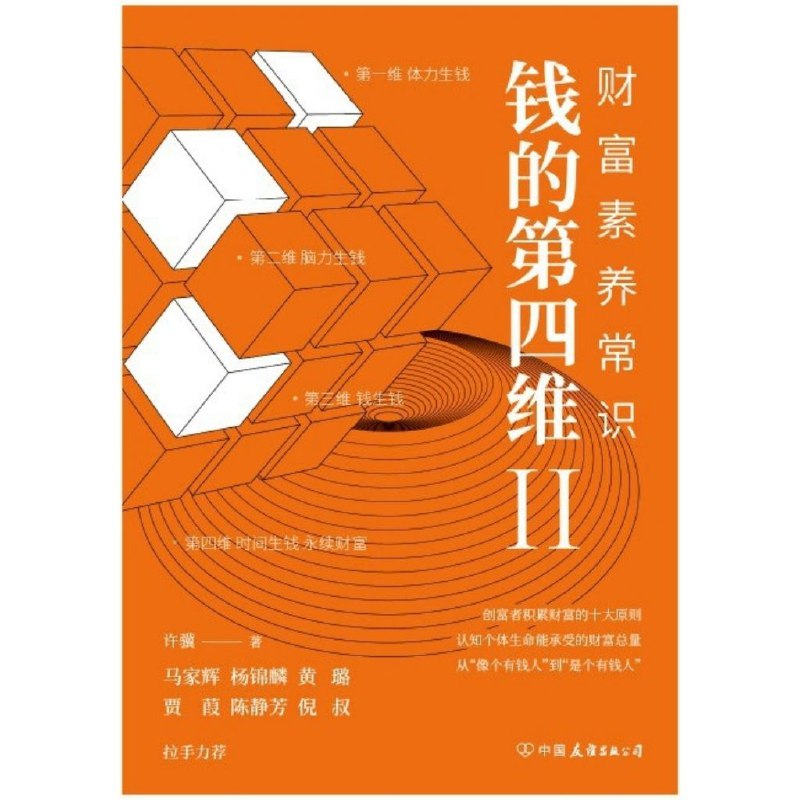 财富素养常识
钱的第四维II
· 第一维 体力生钱
· 第二维 脑力生钱
· 第三维 钱生钱
· 第四维 时间生钱 永续财富
创富者积累财富的十大原则
认知个体生命能承受的财富总量
从“像个有钱人”到“是个有钱人”
许骥 —— 著
马家辉 杨锦麟 黄 璐
贾 葭 陈静芳 倪 叔
拉手力荐
中国友谊出版公司